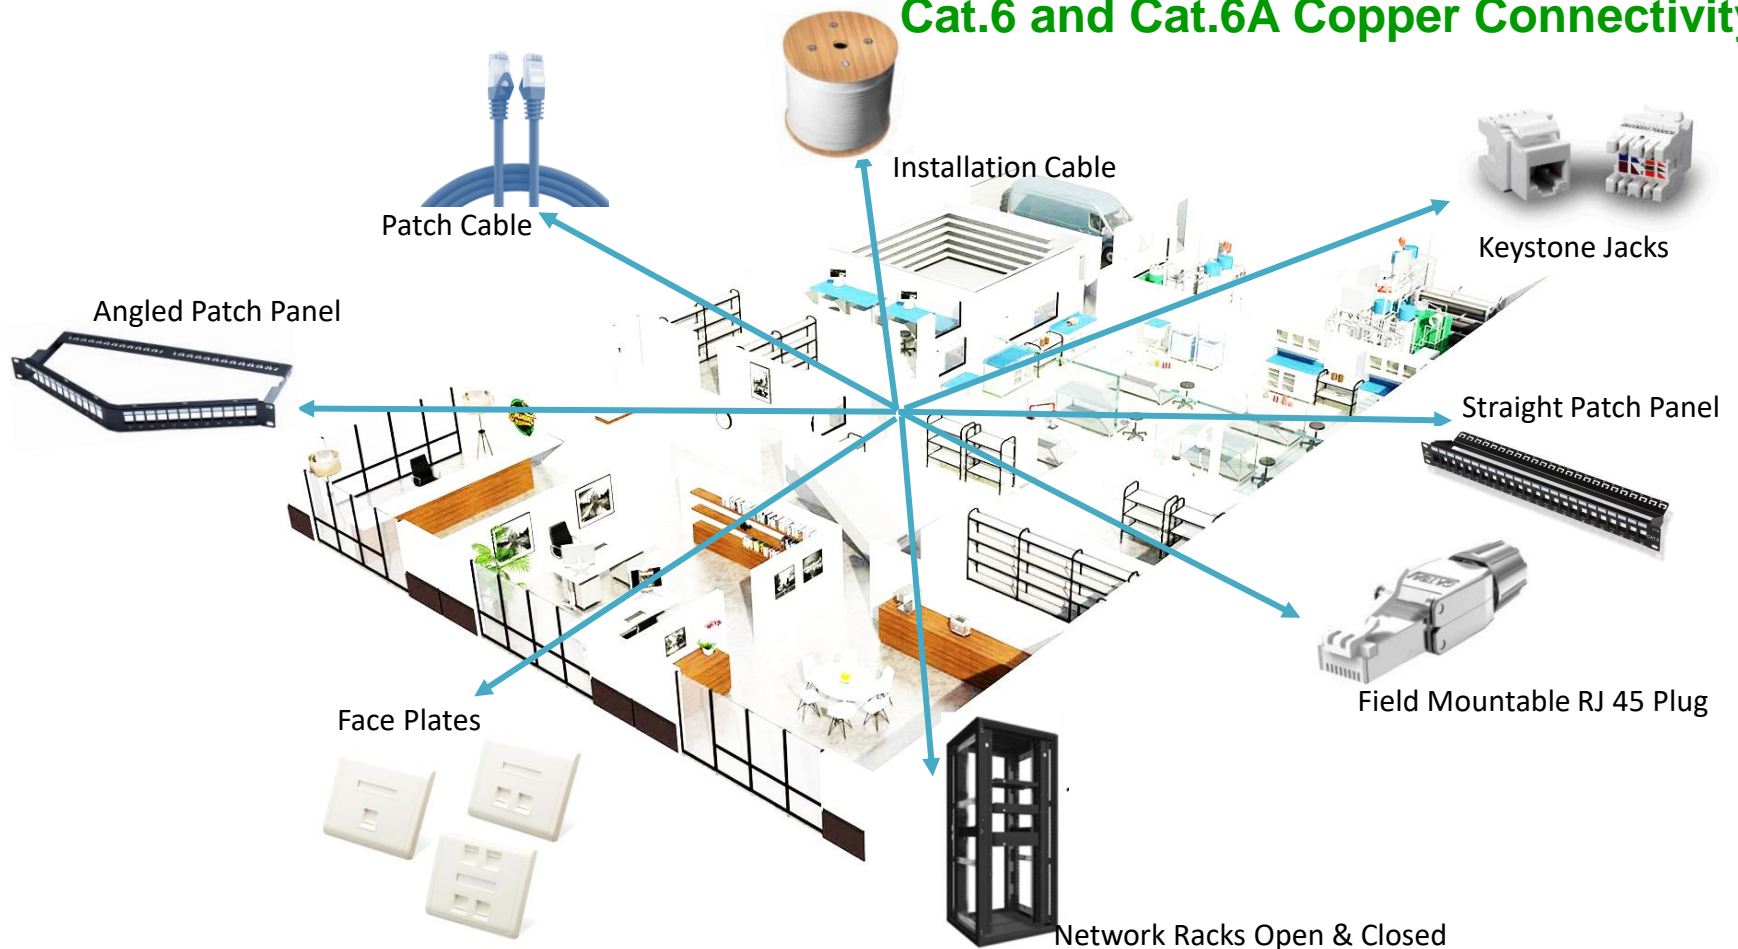 Cat.6 and Cat.6A Copper Connectivity
Installation Cable
Patch Cable
Keystone Jacks
Angled Patch Panel
Straight Patch Panel
Field Mountable RJ 45 Plug
Face Plates
Network Racks Open & Closed